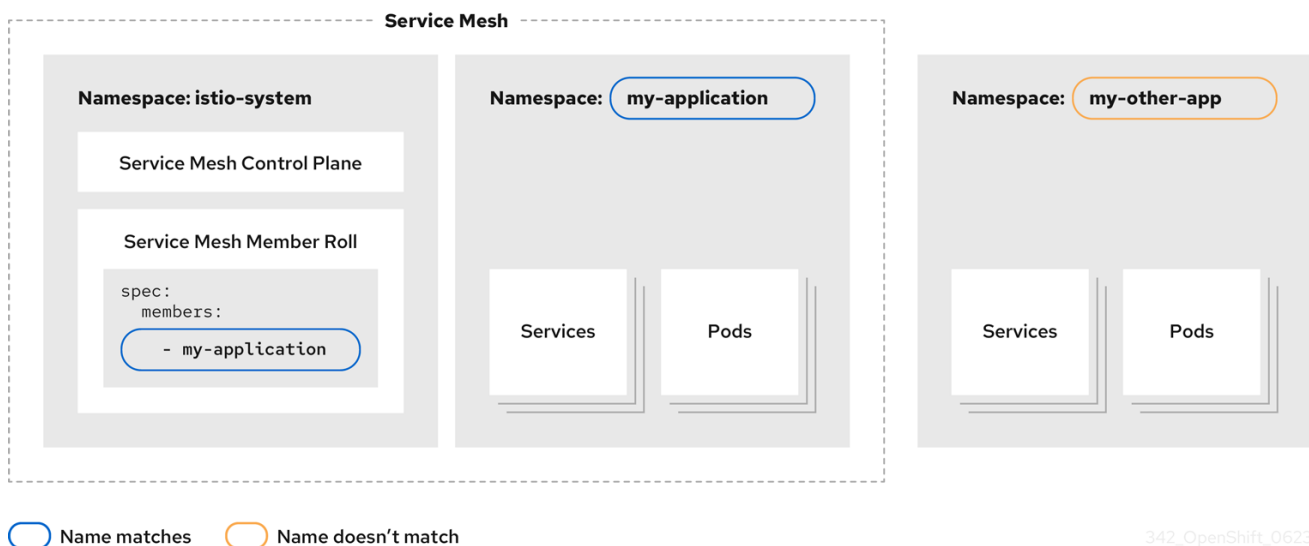 Service Mesh
Namespace: istio-system
Service Mesh Control Plane
Service Mesh Member Roll
spec:
  members:
    - my-application
Namespace: my-application
Services
Pods
Namespace: my-other-app
Services
Pods
Name matches
Name doesn’t match
342_OpenShift_0623